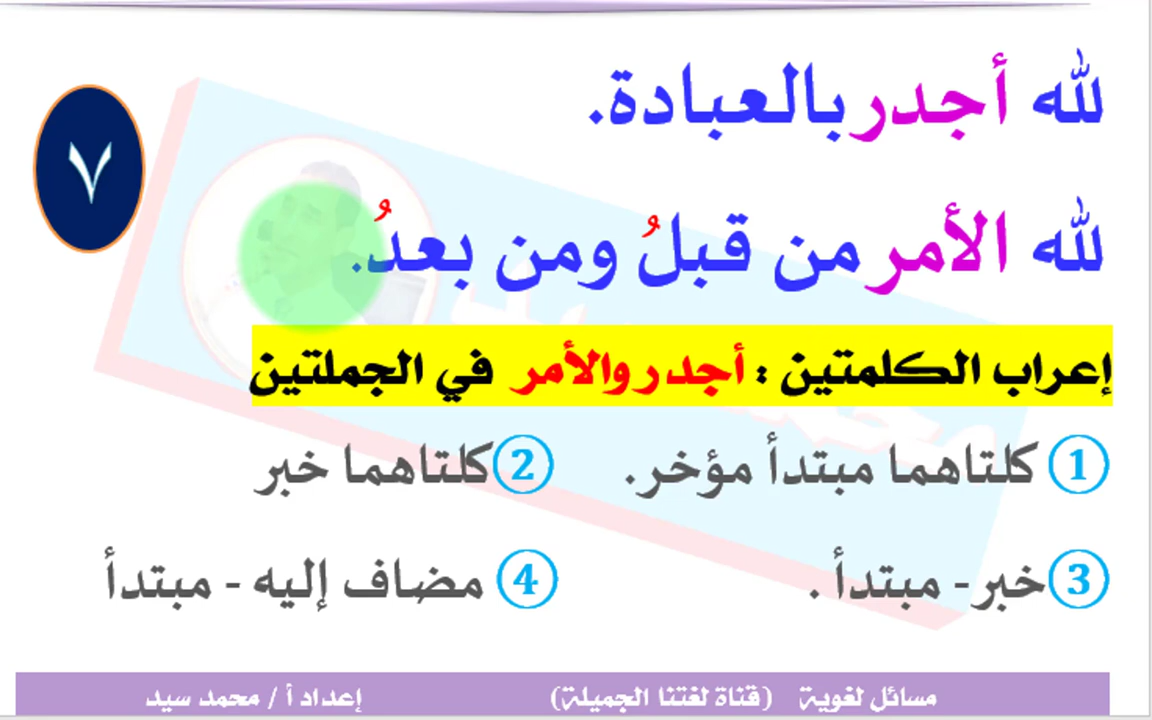 لله أجدر بالعبادة.
٧
لله الأمر من قبلُ ومن بعدُ.
إعراب الكلمتين : أجدر والأمر في الجملتين
1 كلتاهما مبتدأ مؤخر. 2 كلتاهما خبر
3 خبر- مبتدأ . 4 مضاف إليه - مبتدأ
مسائل لغوية (قناة لغتنا الجميلة) إعداد أ / محمد سيد